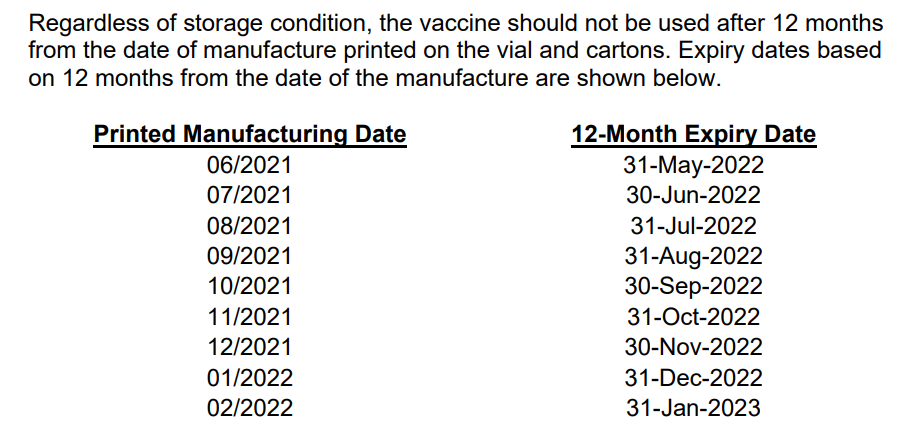 Regardless of storage condition, the vaccine should not be used after 12 months
from the date of manufacture printed on the vial and cartons. Expiry dates based
on 12 months from the date of the manufacture are shown below.
Printed Manufacturing Date 12-Month Expiry Date
06/2021 31-May-2022
07/2021 30-Jun-2022
08/2021 31-Jul-2022
09/2021 31-Aug-2022
10/2021 30-Sep-2022
11/2021 31-Oct-2022
12/2021 30-Nov-2022
01/2022 31-Dec-2022
02/2022 31-Jan-2023